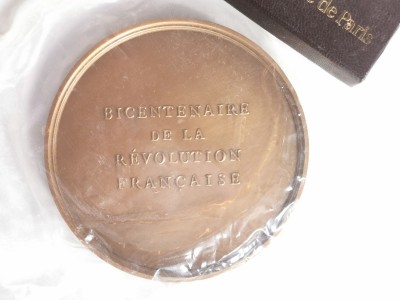 de Paris
BICENTENAIRE
DE LA
RÉVOLUTION
FRANÇAISE